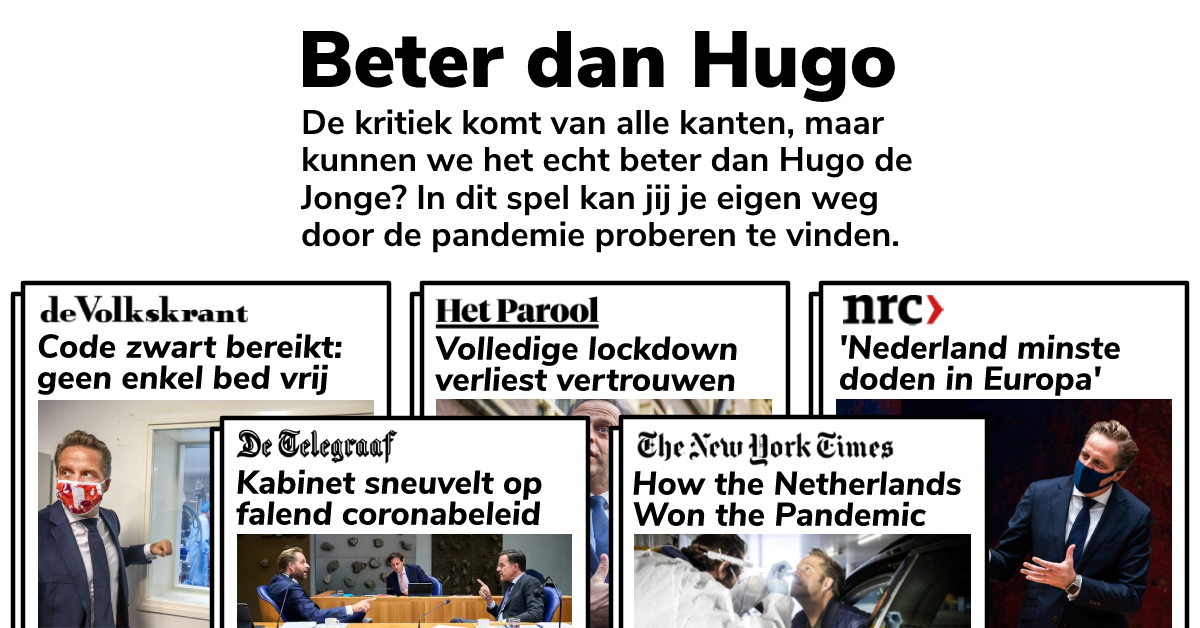 Beter dan Hugo
De kritiek komt van alle kanten, maar
kunnen we het echt beter dan Hugo de
Jonge? In dit spel kan jij je eigen weg
door de pandemie proberen te vinden.
de Volkskrant
Code zwart bereikt:
geen enkel bed vrij
Het Parool
Volledige lockdown
verliest vertrouwen
nrc>
'Nederland minste
doden in Europa'
De Telegraaf
Kabinet sneuvelt op
falend coronabeleid
The New York Times
How the Netherlands
Won the Pandemic